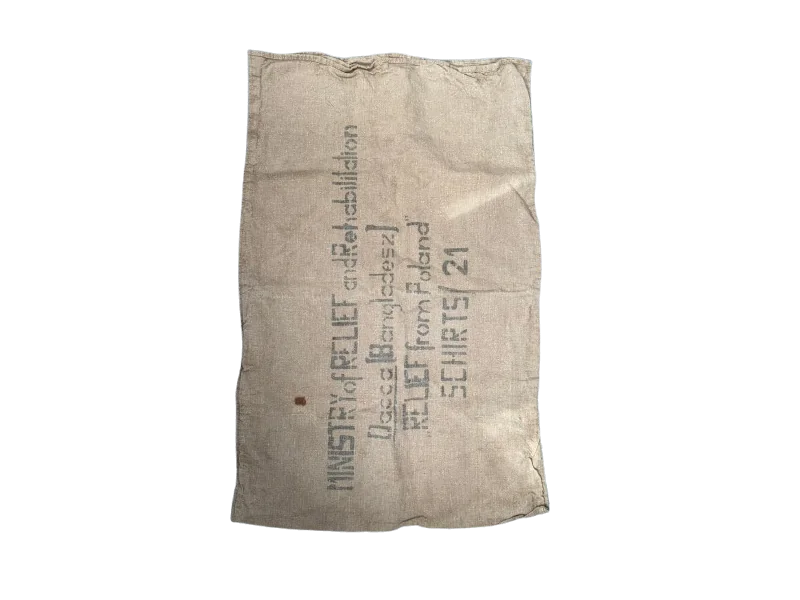 MINISTRY of RELIEF and Rehabilitation
Dacca [Bangladesz]
„RELIEF from Poland"
SCHIRTS/21